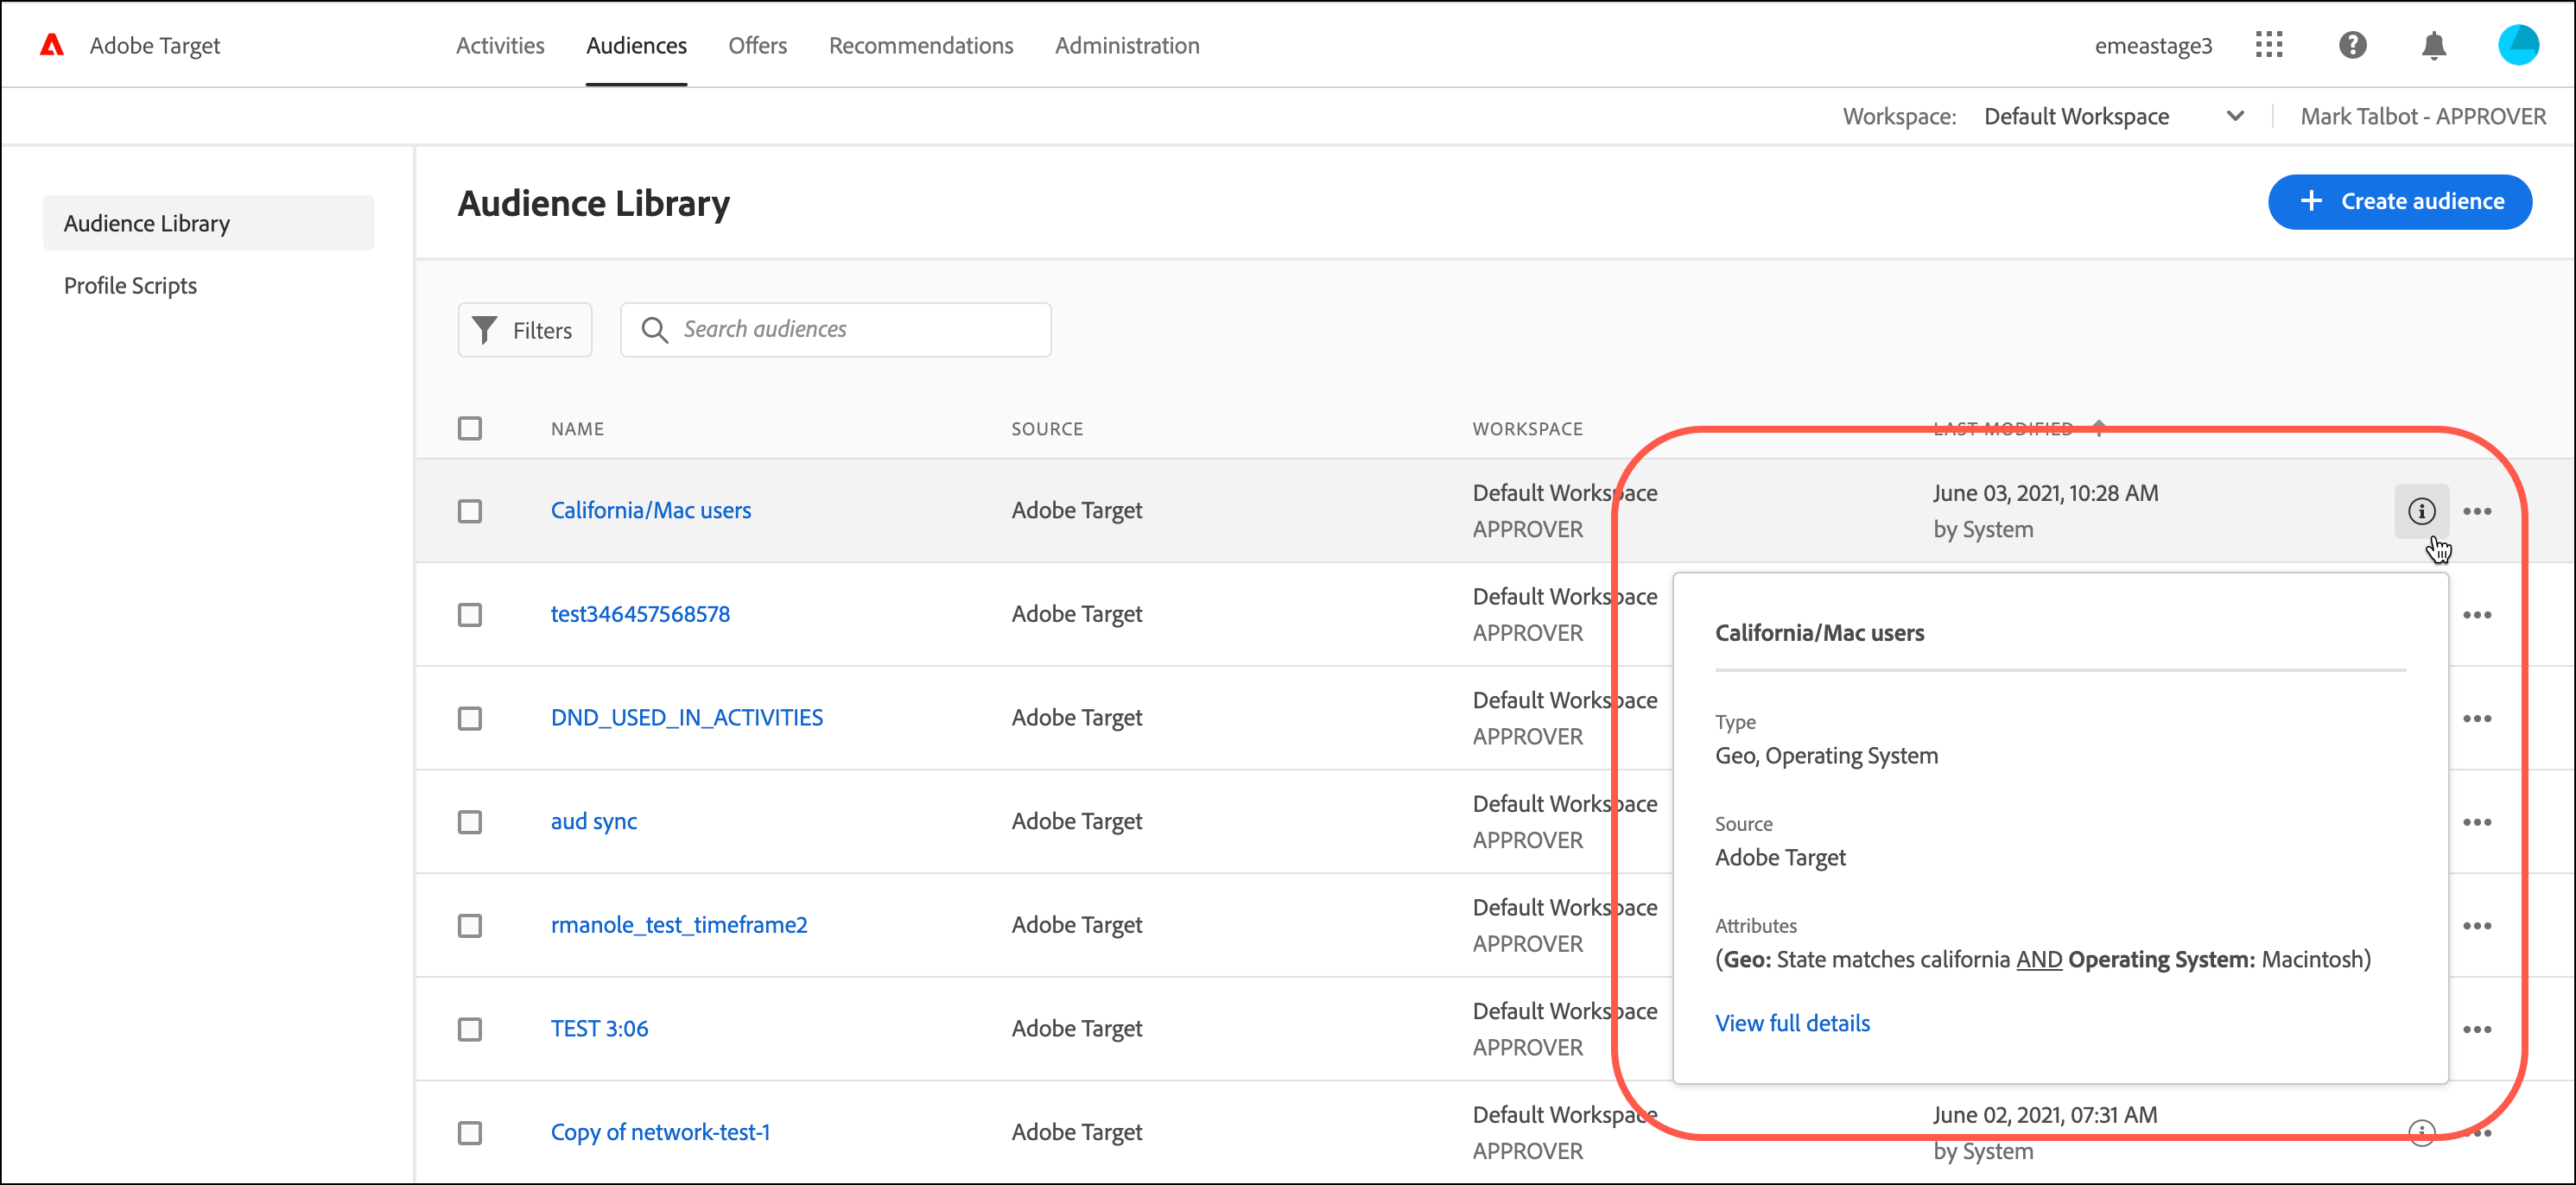 Adobe Target Activities Audiences Offers Recommendations Administration emeastage3
Workspace: Default Workspace Mark Talbot - APPROVER
Audience Library
Profile Scripts
Audience Library
Create audience
Filters Search audiences
NAME SOURCE WORKSPACE LAST MODIFIED
California/Mac users Adobe Target Default Workspace June 03, 2021, 10:28 AM
APPROVER by System
test346457568578 Adobe Target Default Workspace
APPROVER
DND_USED_IN_ACTIVITIES Adobe Target Default Workspace
APPROVER
aud sync Adobe Target Default Workspace
APPROVER
rmanole_test_timeframe2 Adobe Target Default Workspace
APPROVER
TEST 3:06 Adobe Target Default Workspace
APPROVER
Copy of network-test-1 Adobe Target Default Workspace June 02, 2021, 07:31 AM
APPROVER by System
California/Mac users
Type
Geo, Operating System
Source
Adobe Target
Attributes
(Geo: State matches california AND Operating System: Macintosh)
View full details